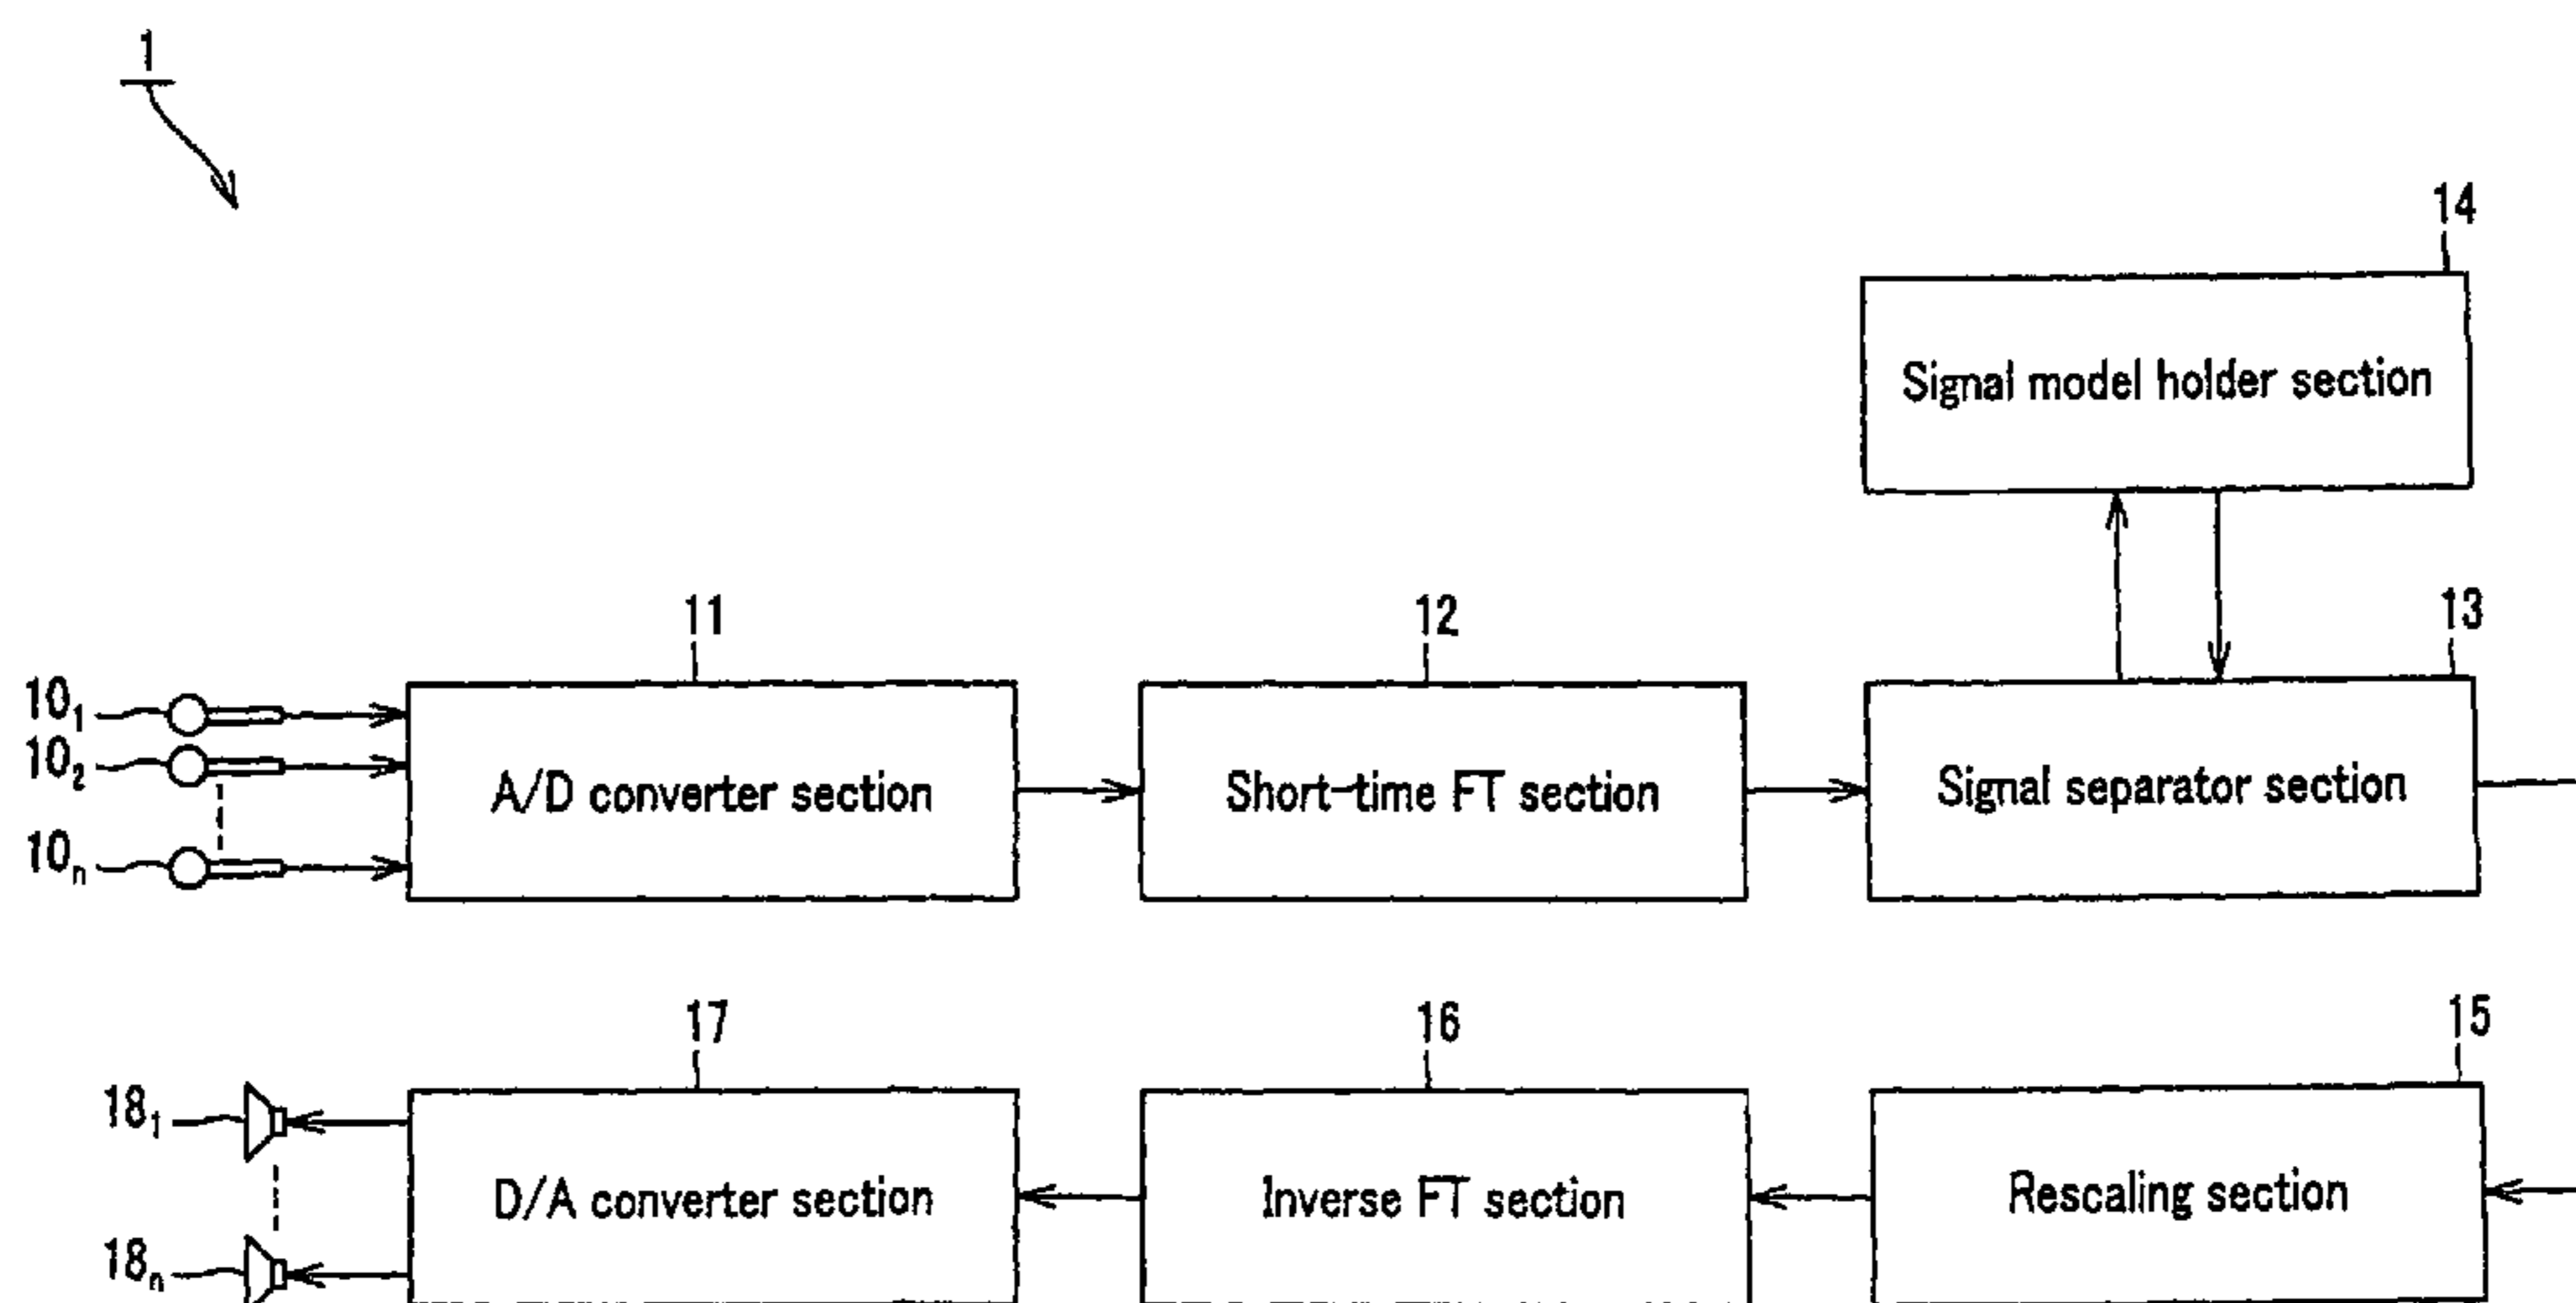 1
14
Signal model holder section
11
12
13
10₁
10₂
10ₙ
A/D converter section
Short-time FT section
Signal separator section
17
16
15
18₁
18ₙ
D/A converter section
Inverse FT section
Rescaling section